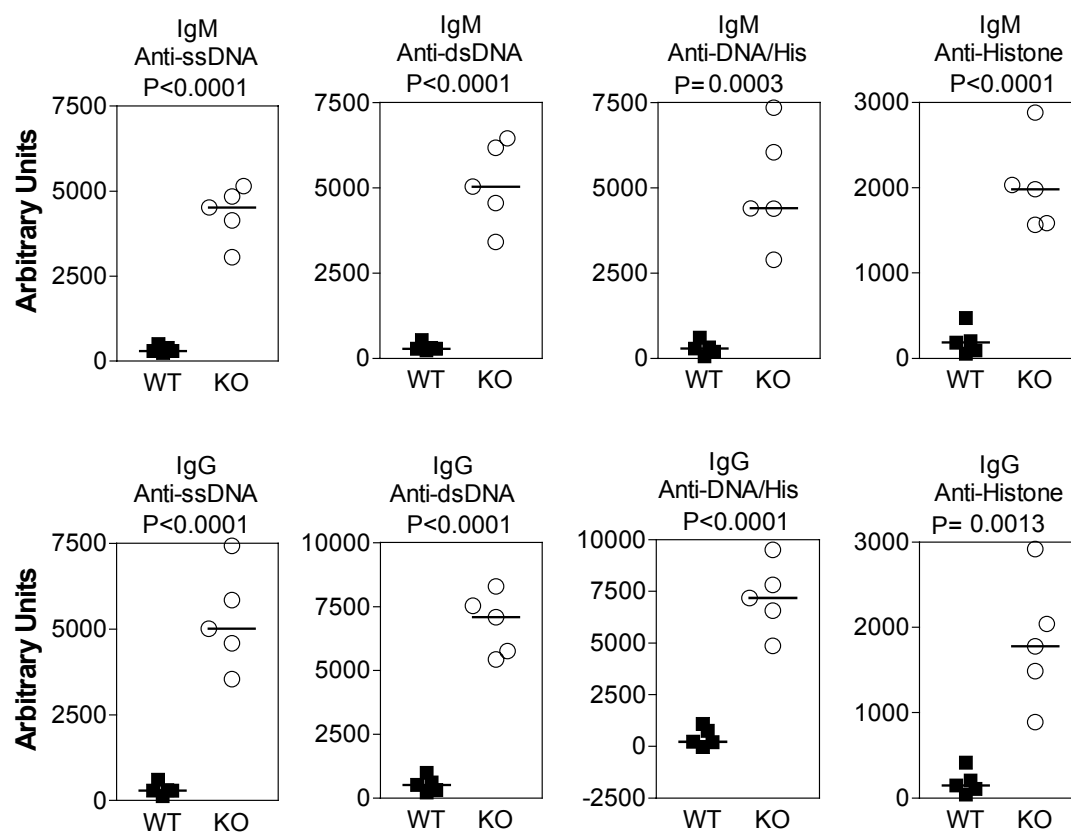 IgM
Anti-ssDNA
P<0.0001
IgM
Anti-dsDNA
P<0.0001
IgM
Anti-DNA/His
P= 0.0003
IgM
Anti-Histone
P<0.0001
Arbitrary Units
7500
5000
2500
0
WT KO
7500
5000
2500
0
WT KO
7500
5000
2500
0
WT KO
3000
2000
1000
0
WT KO
IgG
Anti-ssDNA
P<0.0001
IgG
Anti-dsDNA
P<0.0001
IgG
Anti-DNA/His
P<0.0001
IgG
Anti-Histone
P= 0.0013
Arbitrary Units
7500
5000
2500
0
WT KO
10000
7500
5000
2500
0
WT KO
10000
7500
5000
2500
0
-2500
WT KO
3000
2000
1000
0
WT KO